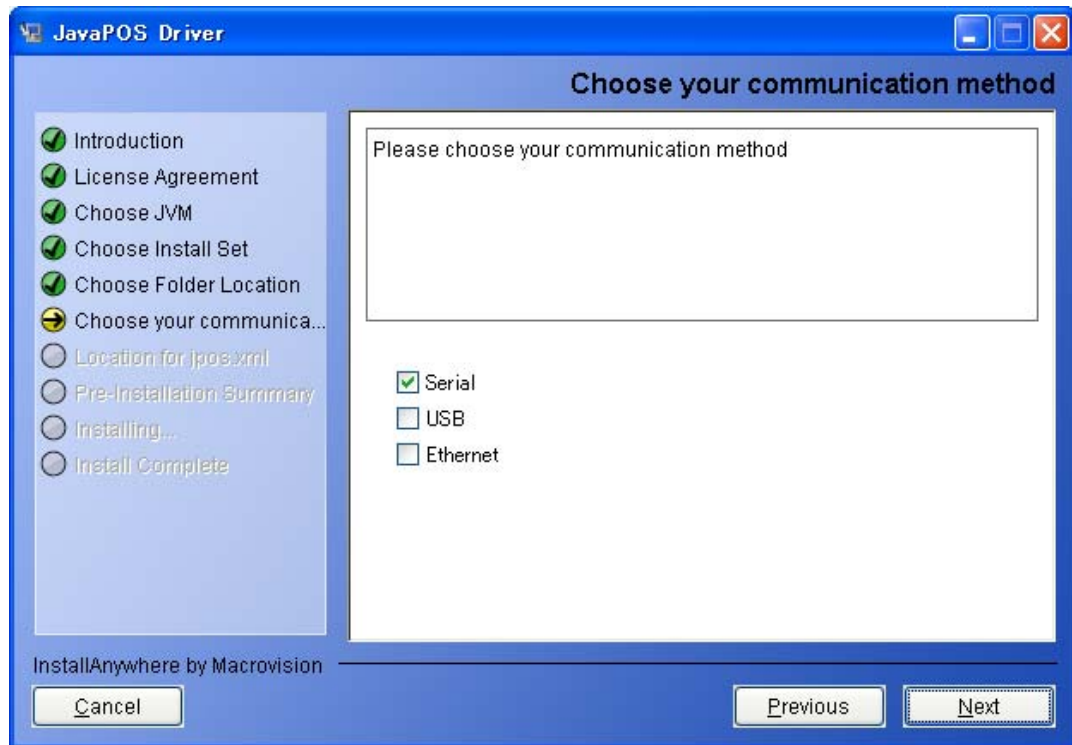 JavaPOS Driver
Choose your communication method
Introduction
License Agreement
Choose JVM
Choose Install Set
Choose Folder Location
Choose your communica...
Location for jpos.xml
Pre-Installation Summary
Installing...
Install Complete
Please choose your communication method
Serial
USB
Ethernet
InstallAnywhere by Macrovision
Cancel
Previous
Next